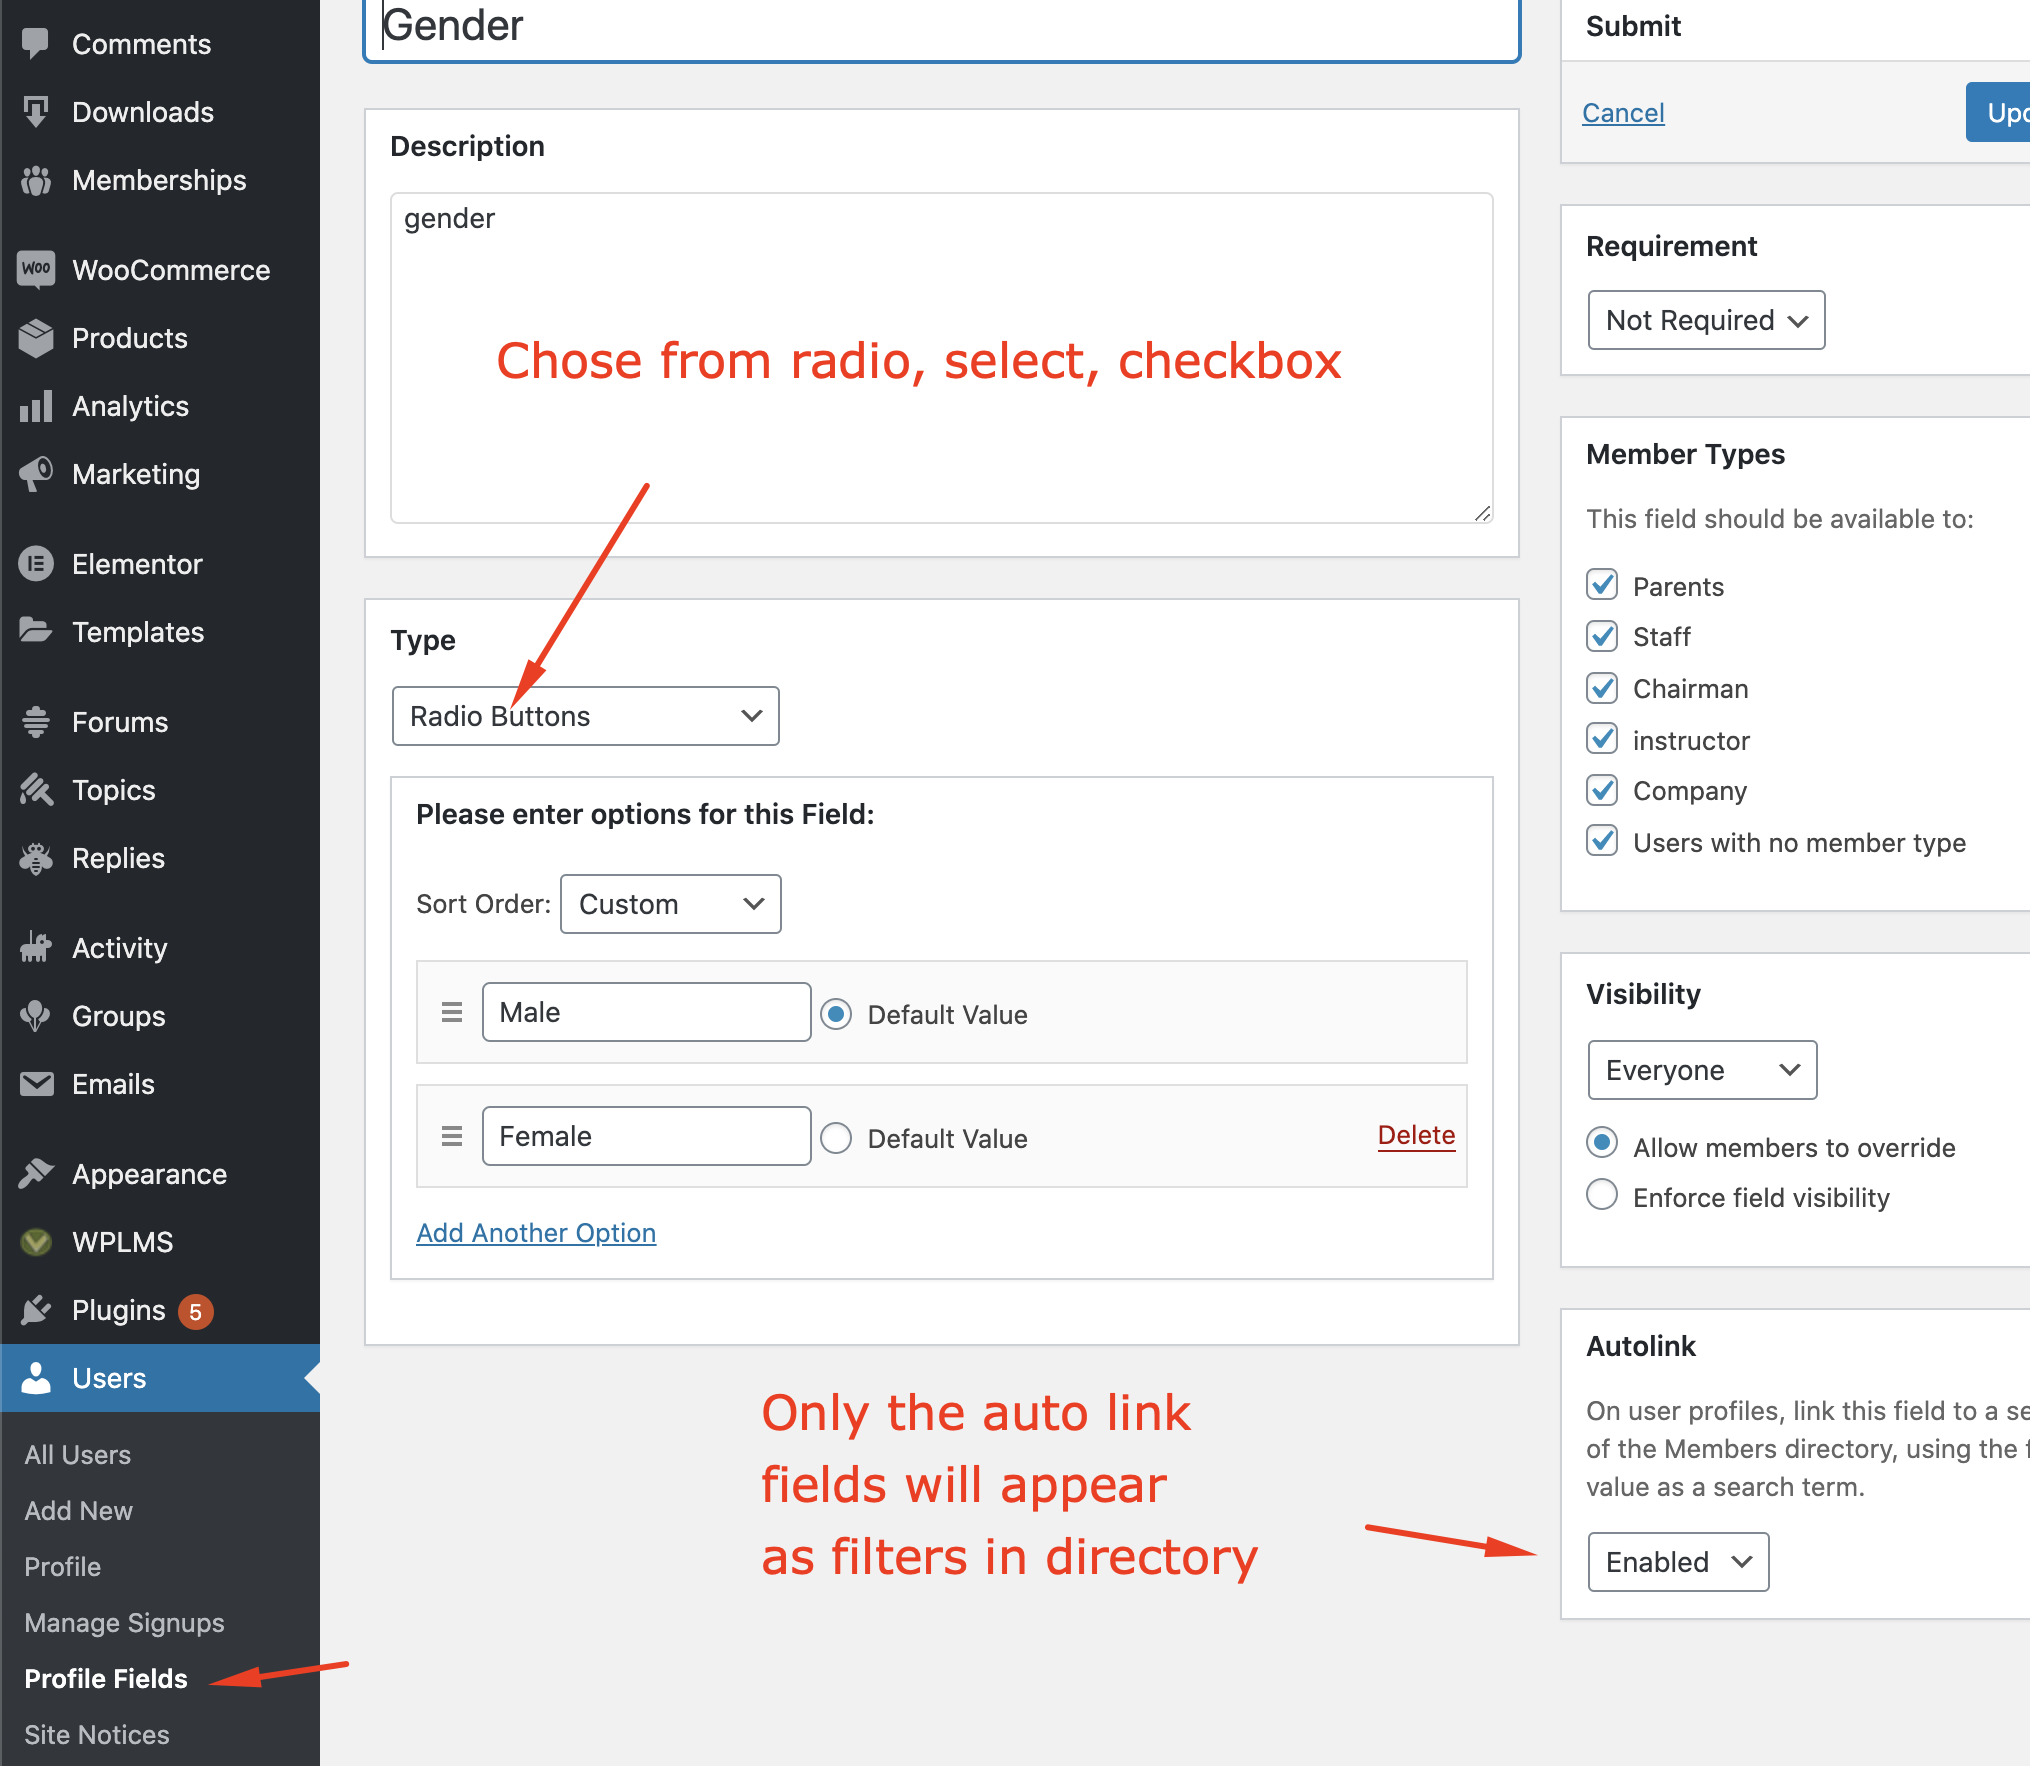 Comments
Downloads
Memberships
Woo WooCommerce
Products
Analytics
Marketing
Elementor
Templates
Forums
Topics
Replies
Activity
Groups
Emails
Appearance
WPLMS
Plugins 5
Users
All Users
Add New
Profile
Manage Signups
Profile Fields
Site Notices
Gender
Description
gender
Chose from radio, select, checkbox
Type
Radio Buttons
Please enter options for this Field:
Sort Order: Custom
Male Default Value
Female Default Value Delete
Add Another Option
Only the auto link
fields will appear
as filters in directory
Submit
Cancel Upd
Requirement
Not Required
Member Types
This field should be available to:
Parents
Staff
Chairman
instructor
Company
Users with no member type
Visibility
Everyone
Allow members to override
Enforce field visibility
Autolink
On user profiles, link this field to a se
of the Members directory, using the f
value as a search term.
Enabled